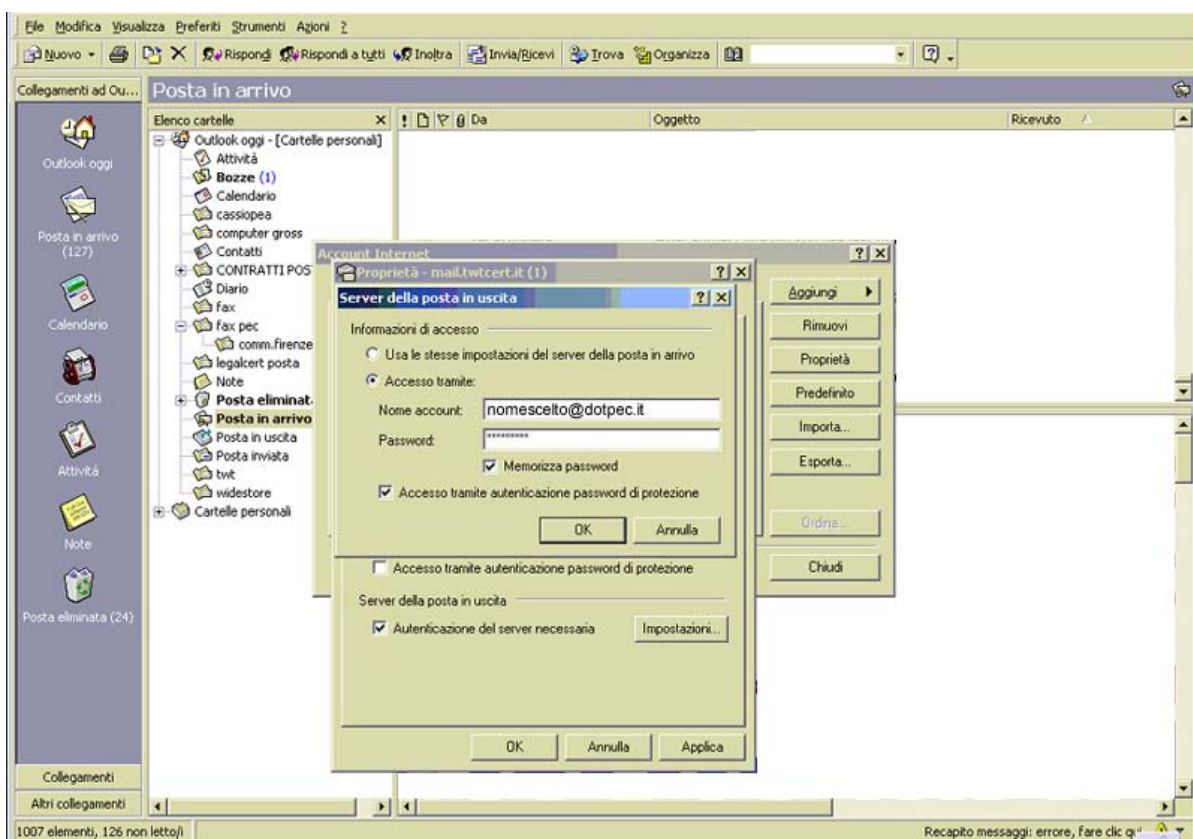 File Modifica Visualizza Preferiti Strumenti Azioni ?
Nuovo Rispondi Rispondi a tutti Inoltra Invia/Ricevi Trova Organizza
Collegamenti ad Ou... Posta in arrivo
Elenco cartelle
! Da Oggetto Ricevuto
Outlook oggi - [Cartelle personali]
Attività
Bozze (1)
Calendario
cassiopea
computer gross
Contatti
CONTRATTI POS
Diario
fax
fax pec
comm.firenze
legalcert posta
Note
Posta eliminat
Posta in arrivo
Posta in uscita
Posta inviata
twt
widestore
Cartelle personali
Outlook oggi
Posta in arrivo
(127)
Calendario
Contatti
Attività
Note
Posta eliminata (24)
Collegamenti
Altri collegamenti
Account Internet
Aggiungi
Rimuovi
Proprietà
Predefinito
Importa...
Esporta...
Ordina...
Chiudi
Proprietà - mail.twtcert.it (1)
Server della posta in uscita
Informazioni di accesso
Usa le stesse impostazioni del server della posta in arrivo
Accesso tramite:
Nome account: nomescelto@dotpec.it
Password: *********
Memorizza password
Accesso tramite autenticazione password di protezione
OK Annulla
Accesso tramite autenticazione password di protezione
Server della posta in uscita
Autenticazione del server necessaria Impostazioni...
OK Annulla Applica
1007 elementi, 126 non letto/i Recapito messaggi: errore, fare clic